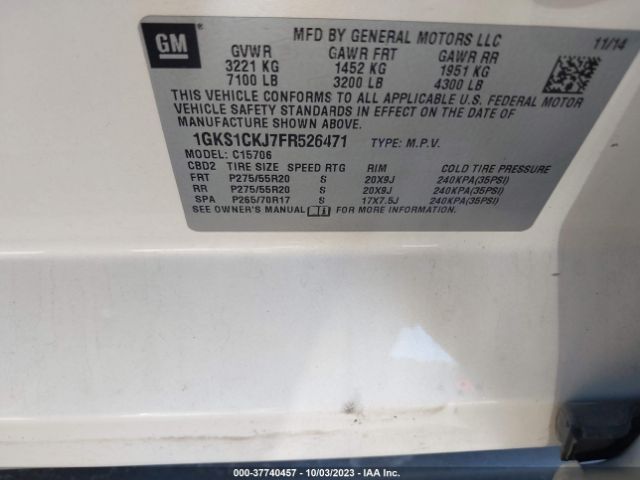 GM
MFD BY GENERAL MOTORS LLC
11/14
GVWR GAWR FRT GAWR RR
3221 KG 1452 KG 1951 KG
7100 LB 3200 LB 4300 LB
THIS VEHICLE CONFORMS TO ALL APPLICABLE U.S. FEDERAL MOTOR
VEHICLE SAFETY STANDARDS IN EFFECT ON THE DATE OF
MANUFACTURE SHOWN ABOVE.
1GKS1CKJ7FR526471 TYPE: M.P.V.
MODEL: C15706
CBD2 TIRE SIZE SPEED RTG RIM COLD TIRE PRESSURE
FRT P275/55R20 S 20X9J 240KPA(35PSI)
RR P275/55R20 S 20X9J 240KPA(35PSI)
SPA P265/70R17 S 17X7.5J 240KPA(35PSI)
SEE OWNER'S MANUAL FOR MORE INFORMATION.
000-37740457 - 10/03/2023 - IAA Inc.